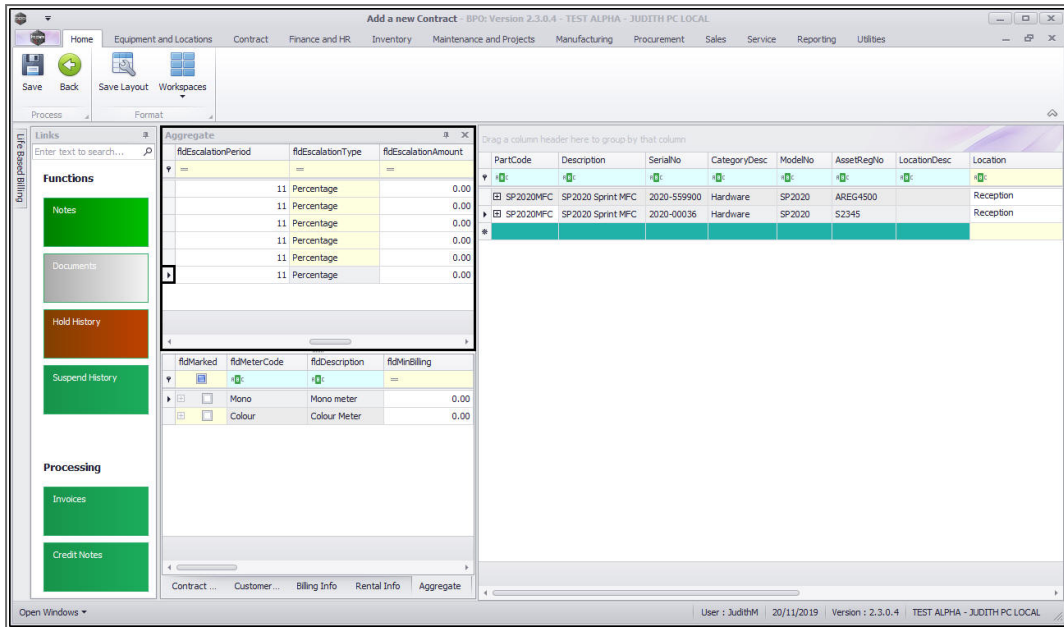 Add a new Contract - BPO: Version 2.3.0.4 - TEST ALPHA - JUDITH PC LOCAL
Home Equipment and Locations Contract Finance and HR Inventory Maintenance and Projects Manufacturing Procurement Sales Service Reporting Utilities
Save Back Save Layout Workspaces
Process Format
Life Based Billing
Links
Enter text to search...
Functions
Notes
Documents
Hold History
Suspend History
Processing
Invoices
Credit Notes
Aggregate
fldEscalationPeriod fldEscalationType fldEscalationAmount
= = =
11 Percentage 0.00
11 Percentage 0.00
11 Percentage 0.00
11 Percentage 0.00
11 Percentage 0.00
11 Percentage 0.00
fldMarked fldMeterCode fldDescription fldMinBilling
=
Mono Mono meter 0.00
Colour Colour Meter 0.00
Contract ... Customer... Billing Info Rental Info Aggregate
Drag a column header here to group by that column
PartCode Description SerialNo CategoryDesc ModelNo AssetRegNo LocationDesc Location
SP2020MFC SP2020 Sprint MFC 2020-559900 Hardware SP2020 AREG4500 Reception
SP2020MFC SP2020 Sprint MFC 2020-00036 Hardware SP2020 S2345 Reception
Open Windows
User : JudithM 20/11/2019 Version : 2.3.0.4 TEST ALPHA - JUDITH PC LOCAL